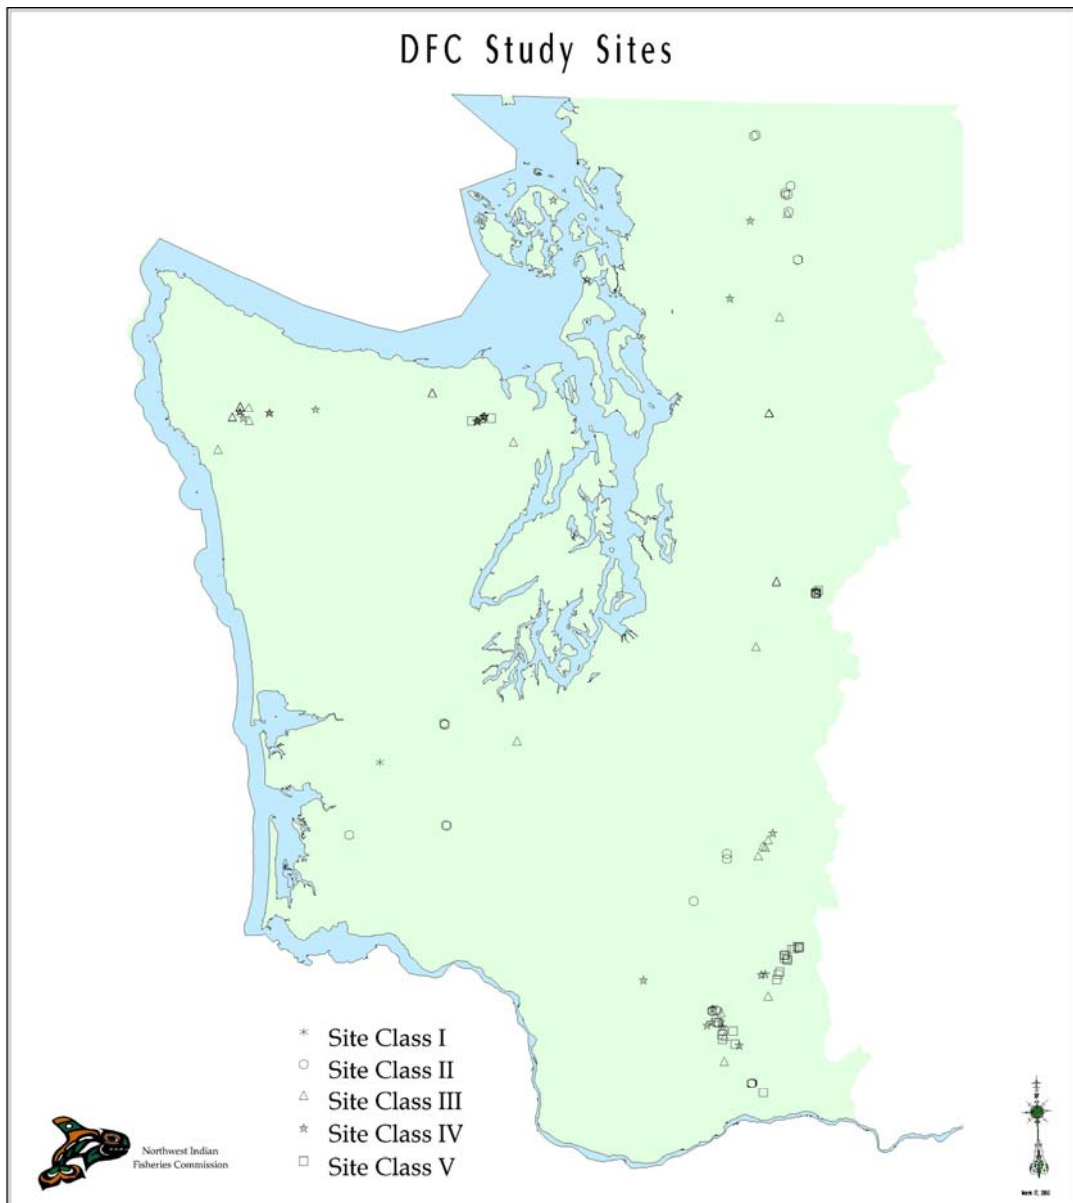 DFC Study Sites
Site Class I
Site Class II
Site Class III
Site Class IV
Site Class V
Northwest Indian
Fisheries Commission